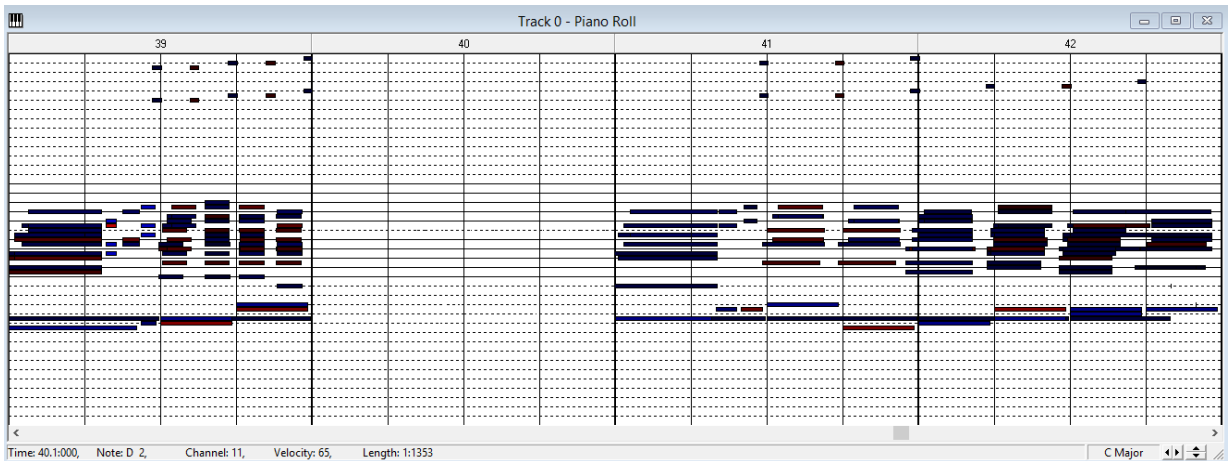 Track 0 - Piano Roll
39 40 41 42
Time: 40.1:000, Note: D 2, Channel: 11, Velocity: 65, Length: 1:1353 C Major